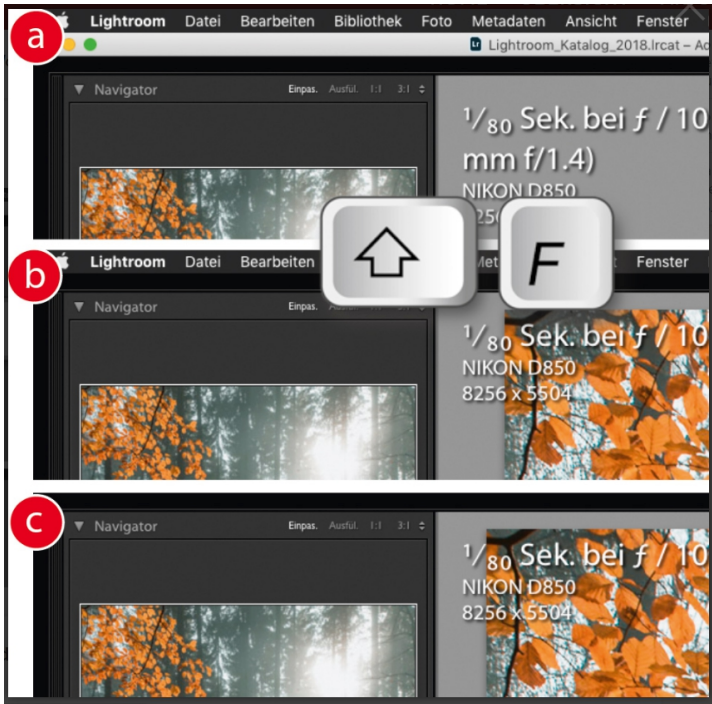 a
Lightroom Datei Bearbeiten Bibliothek Foto Metadaten Ansicht Fenster
Lightroom_Katalog_2018.lrcat – Ad
Navigator Einpas. Ausfül. 1:1 3:1
1/80 Sek. bei ƒ / 10
mm f/1.4)
NIKON D850
F
b
Lightroom Datei Bearbeiten Fenster
Navigator Einpas.
1/80 Sek. bei ƒ / 10
NIKON D850
8256 x 5504
c
Navigator Einpas. Ausfül. 1:1 3:1
1/80 Sek. bei ƒ / 10
NIKON D850
8256 x 5504